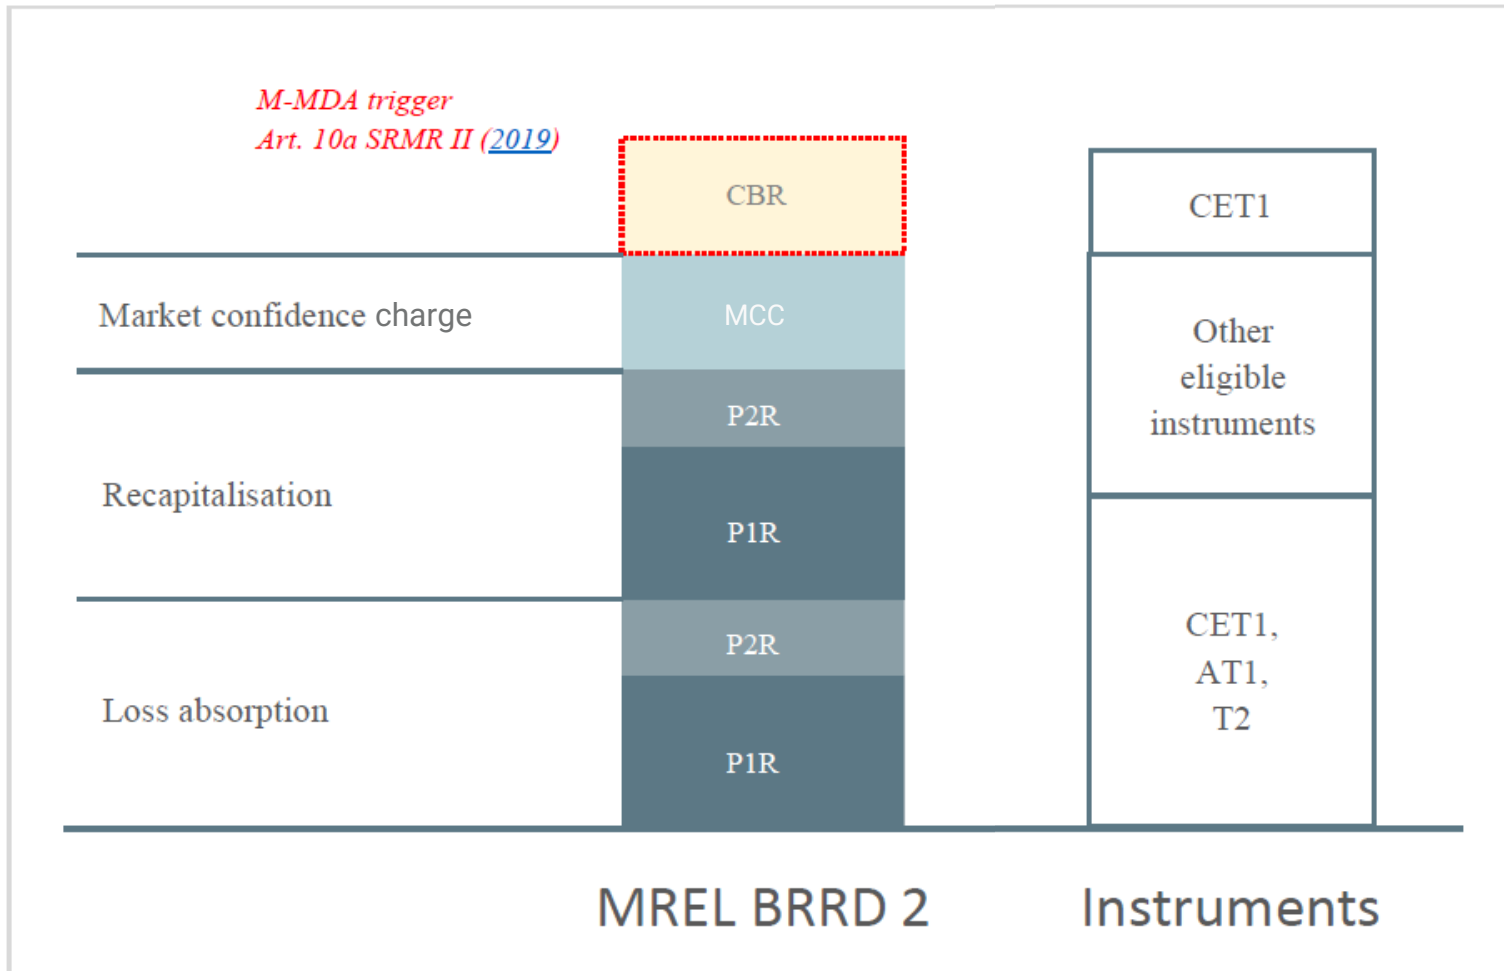 M-MDA trigger
Art. 10a SRMR II (2019)
CBR
CET1
Market confidence charge
MCC
Other
eligible
instruments
P2R
Recapitalisation
P1R
P2R
CET1,
AT1,
T2
Loss absorption
P1R
MREL BRRD 2
Instruments